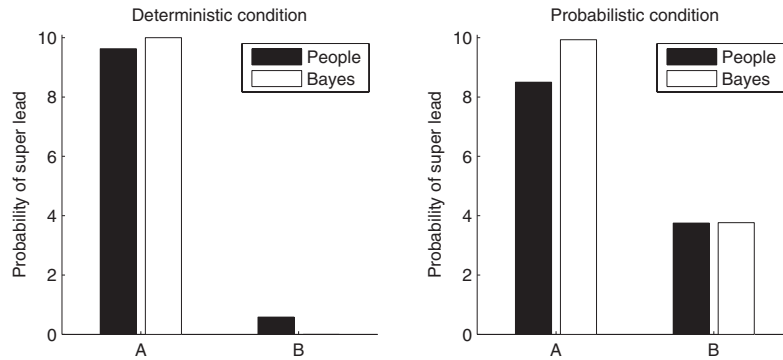 Deterministic condition
Probability of super lead
10
8
6
4
2
0
People
Bayes
A
B
Probabilistic condition
Probability of super lead
10
8
6
4
2
0
People
Bayes
A
B